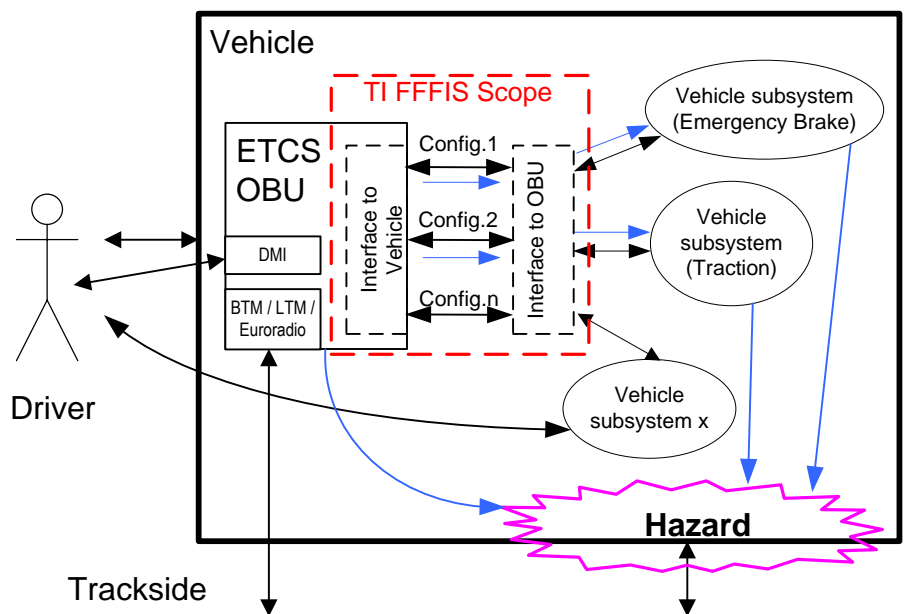 Vehicle
TI FFFIS Scope
Vehicle subsystem
(Emergency Brake)
ETCS
OBU
Config.1
Interface to
Vehicle
Interface to OBU
Config.2
Vehicle
subsystem
(Traction)
DMI
BTM / LTM /
Euroradio
Config.n
Driver
Vehicle
subsystem x
Hazard
Trackside